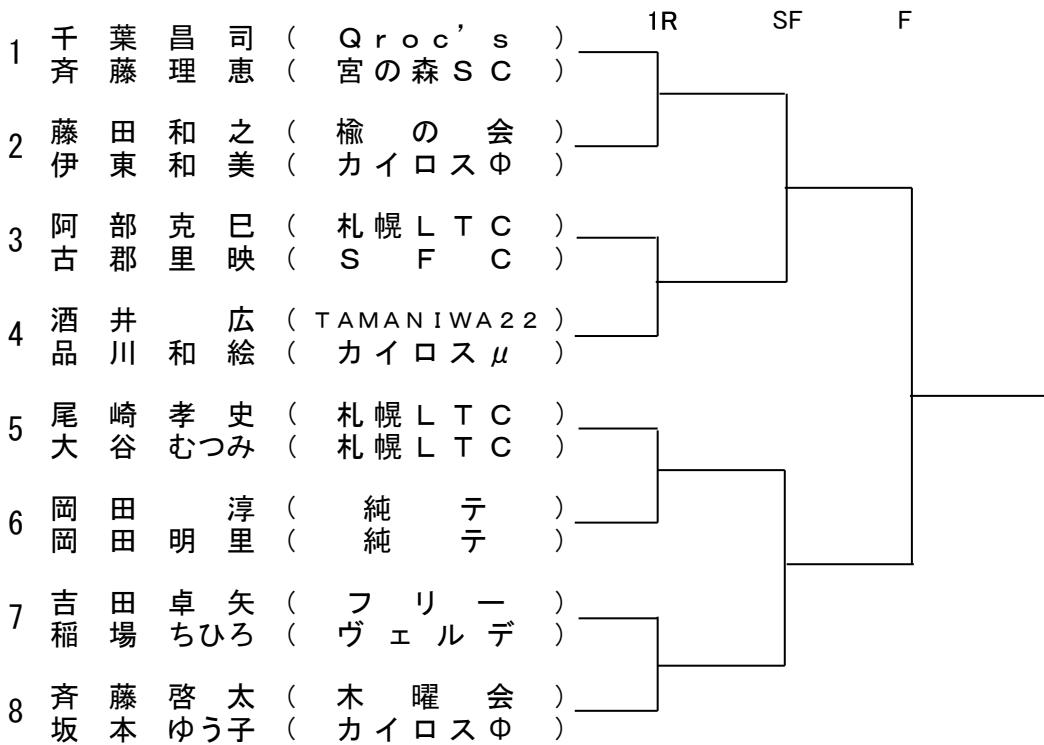 1R SF F
1 千葉昌司 ( Qroc's )
斉藤理恵 ( 宮の森SC )
2 藤田和之 ( 楡の会 )
伊東和美 ( カイロスΦ )
3 阿部克巳 ( 札幌LTC )
古郡里映 ( SFC )
4 酒井広 ( TAMANIWA22 )
品川和絵 ( カイロスμ )
5 尾崎孝史 ( 札幌LTC )
大谷むつみ ( 札幌LTC )
6 岡田淳 ( 純テ )
岡田明里 ( 純テ )
7 吉田卓矢 ( フリー )
稲場ちひろ ( ヴェルデ )
8 斉藤啓太 ( 木曜会 )
坂本ゆう子 ( カイロスΦ )